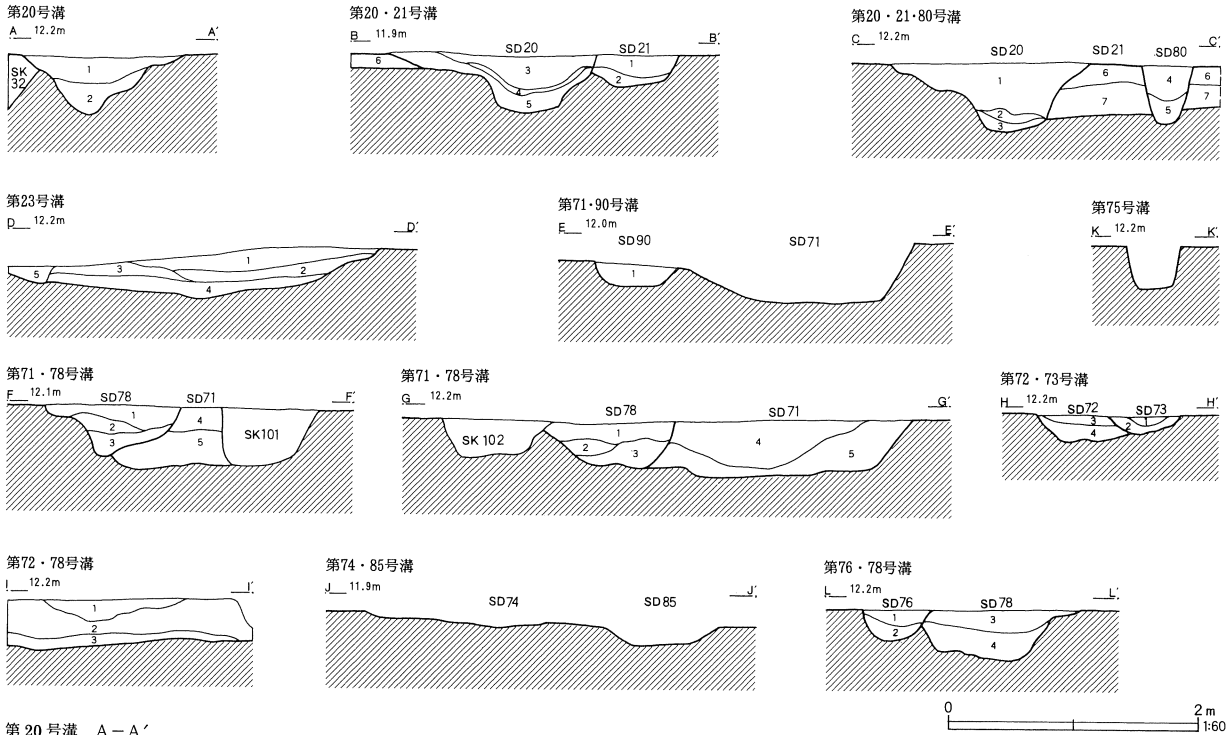 第20号溝
A 12.2m A′
SK
32
1
2
第20・21号溝
B 11.9m B′
SD20 SD21
6 3 1
4 2
5
第20・21・80号溝
C 12.2m C′
SD20 SD21 SD80
1 6 4 6
7 5 7
2
3
第23号溝
D 12.2m D′
5 3 1
2
4
第71・90号溝
E 12.0m E′
SD90 SD71
1
第75号溝
K 12.2m K′
第71・78号溝
F 12.1m F′
SD78 SD71
1 4
2
3 5 SK101
第71・78号溝
G 12.2m G′
SD78 SD71
SK102 1 4
2 3 5
第72・73号溝
H 12.2m H′
SD72 SD73
3 2 1
4
第72・78号溝
I 12.2m I′
1
2
3
第74・85号溝
J 11.9m J′
SD74 SD85
第76・78号溝
L 12.2m L′
SD76 SD78
1 3
2 4
0 2m
1:60
第20号溝 A－A′